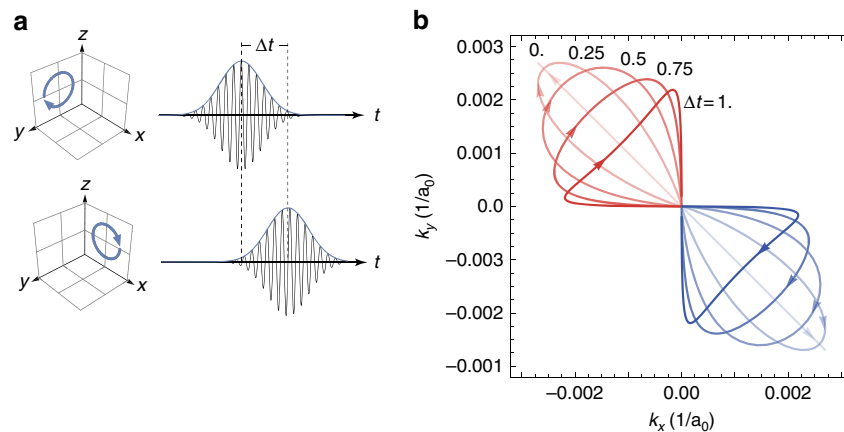 a
b
z
y
x
Δt
t
z
y
x
t
0.003
0.002
0.001
0.0
−0.003
−0.002
−0.001
k_y (1/a_0)
0.
0.25
0.5
0.75
Δt=1.
−0.002
0.00
0.002
k_x (1/a_0)